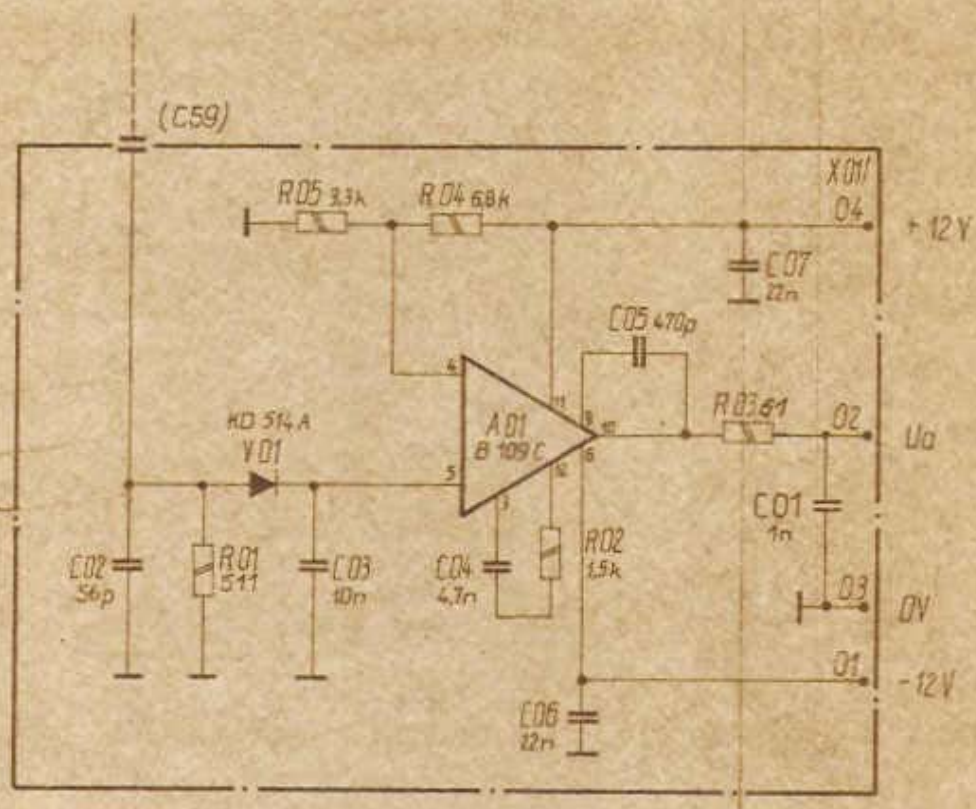 (C59)
X01/
R05 3,3k
R04 6,8k
04
+12V
C07
22n
C05 470p
4
11
9
10
6
12
3
5
A01
B 109 C
R03 51
02
Ua
KD 514 A
V01
C01
1n
C02
56p
R01
511
C03
10n
C04
4,7n
R02
1,5k
03
0V
01
-12V
C06
22n